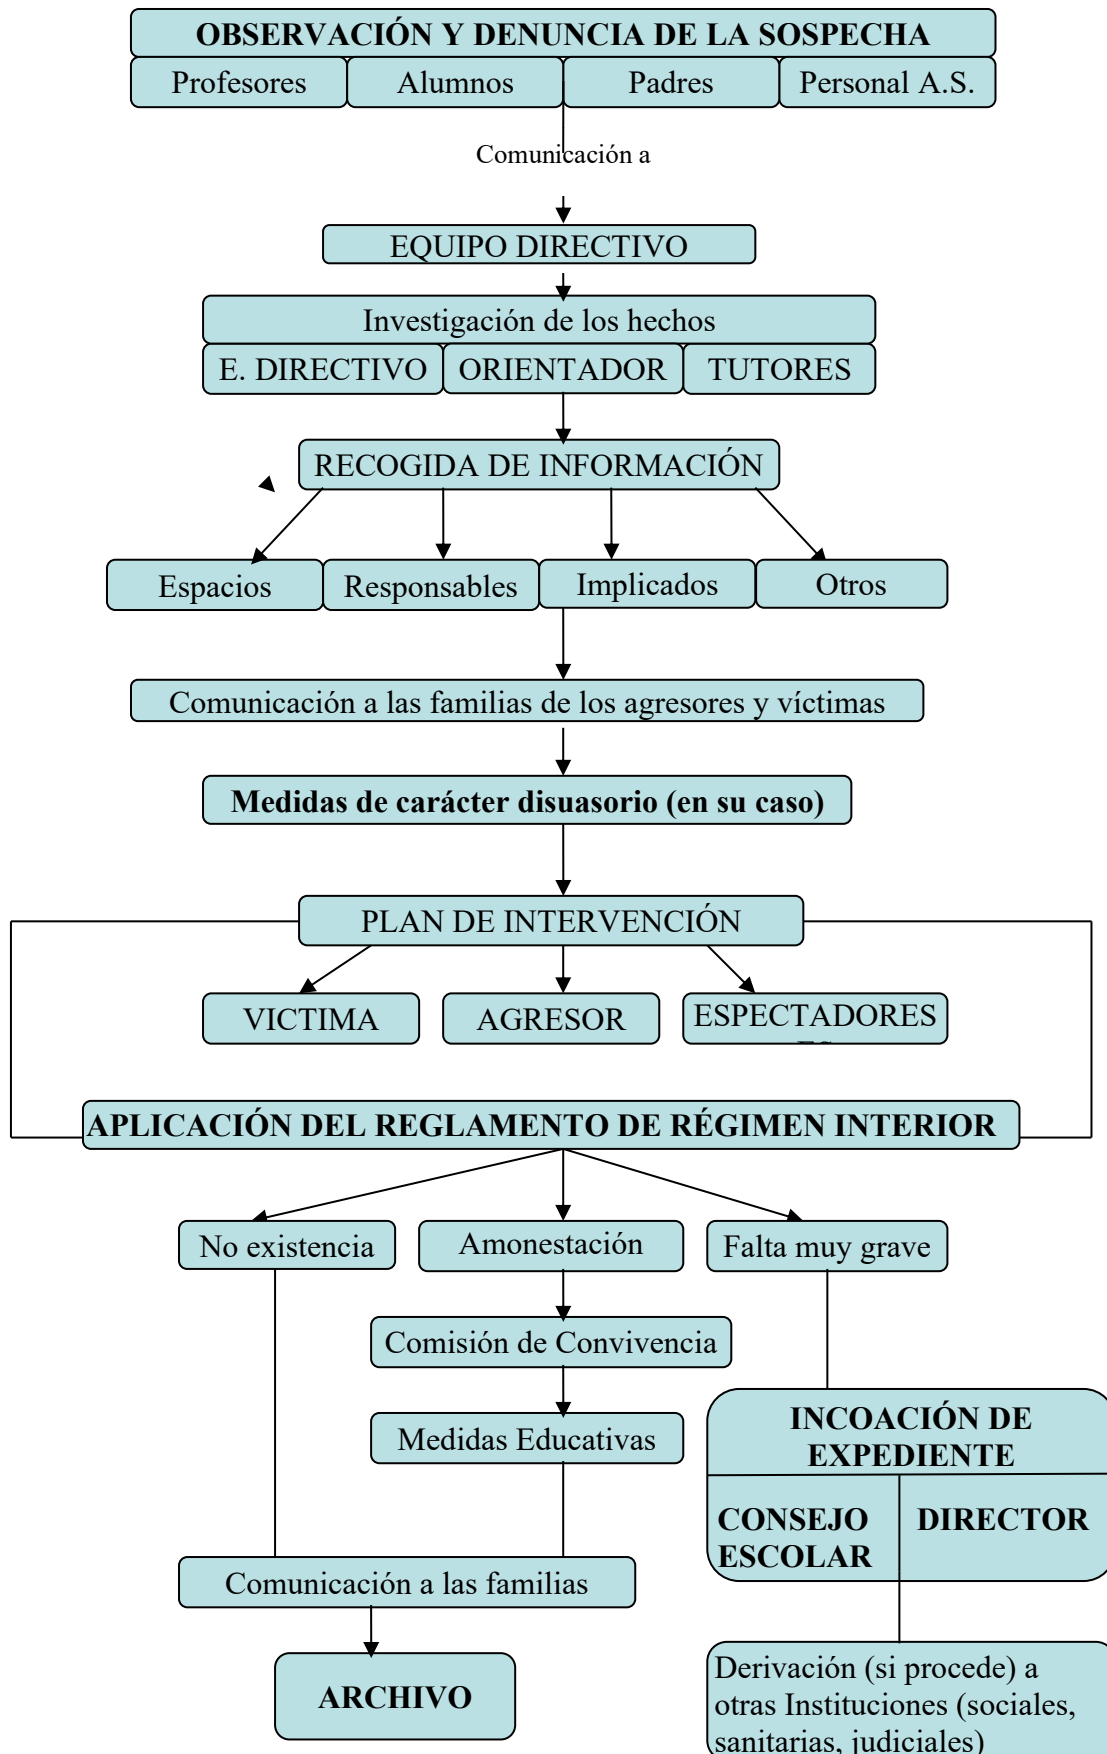 OBSERVACIÓN Y DENUNCIA DE LA SOSPECHA
Profesores
Alumnos
Padres
Personal A.S.
Comunicación a
EQUIPO DIRECTIVO
Investigación de los hechos
E. DIRECTIVO
ORIENTADOR
TUTORES
RECOGIDA DE INFORMACIÓN
Espacios
Responsables
Implicados
Otros
Comunicación a las familias de los agresores y víctimas
Medidas de carácter disuasorio (en su caso)
PLAN DE INTERVENCIÓN
VICTIMA
AGRESOR
ESPECTADORES
APLICACIÓN DEL REGLAMENTO DE RÉGIMEN INTERIOR
No existencia
Amonestación
Falta muy grave
Comisión de Convivencia
Medidas Educativas
INCOACIÓN DE
EXPEDIENTE
CONSEJO
ESCOLAR
DIRECTOR
Comunicación a las familias
ARCHIVO
Derivación (si procede) a
otras Instituciones (sociales,
sanitarias, judiciales)